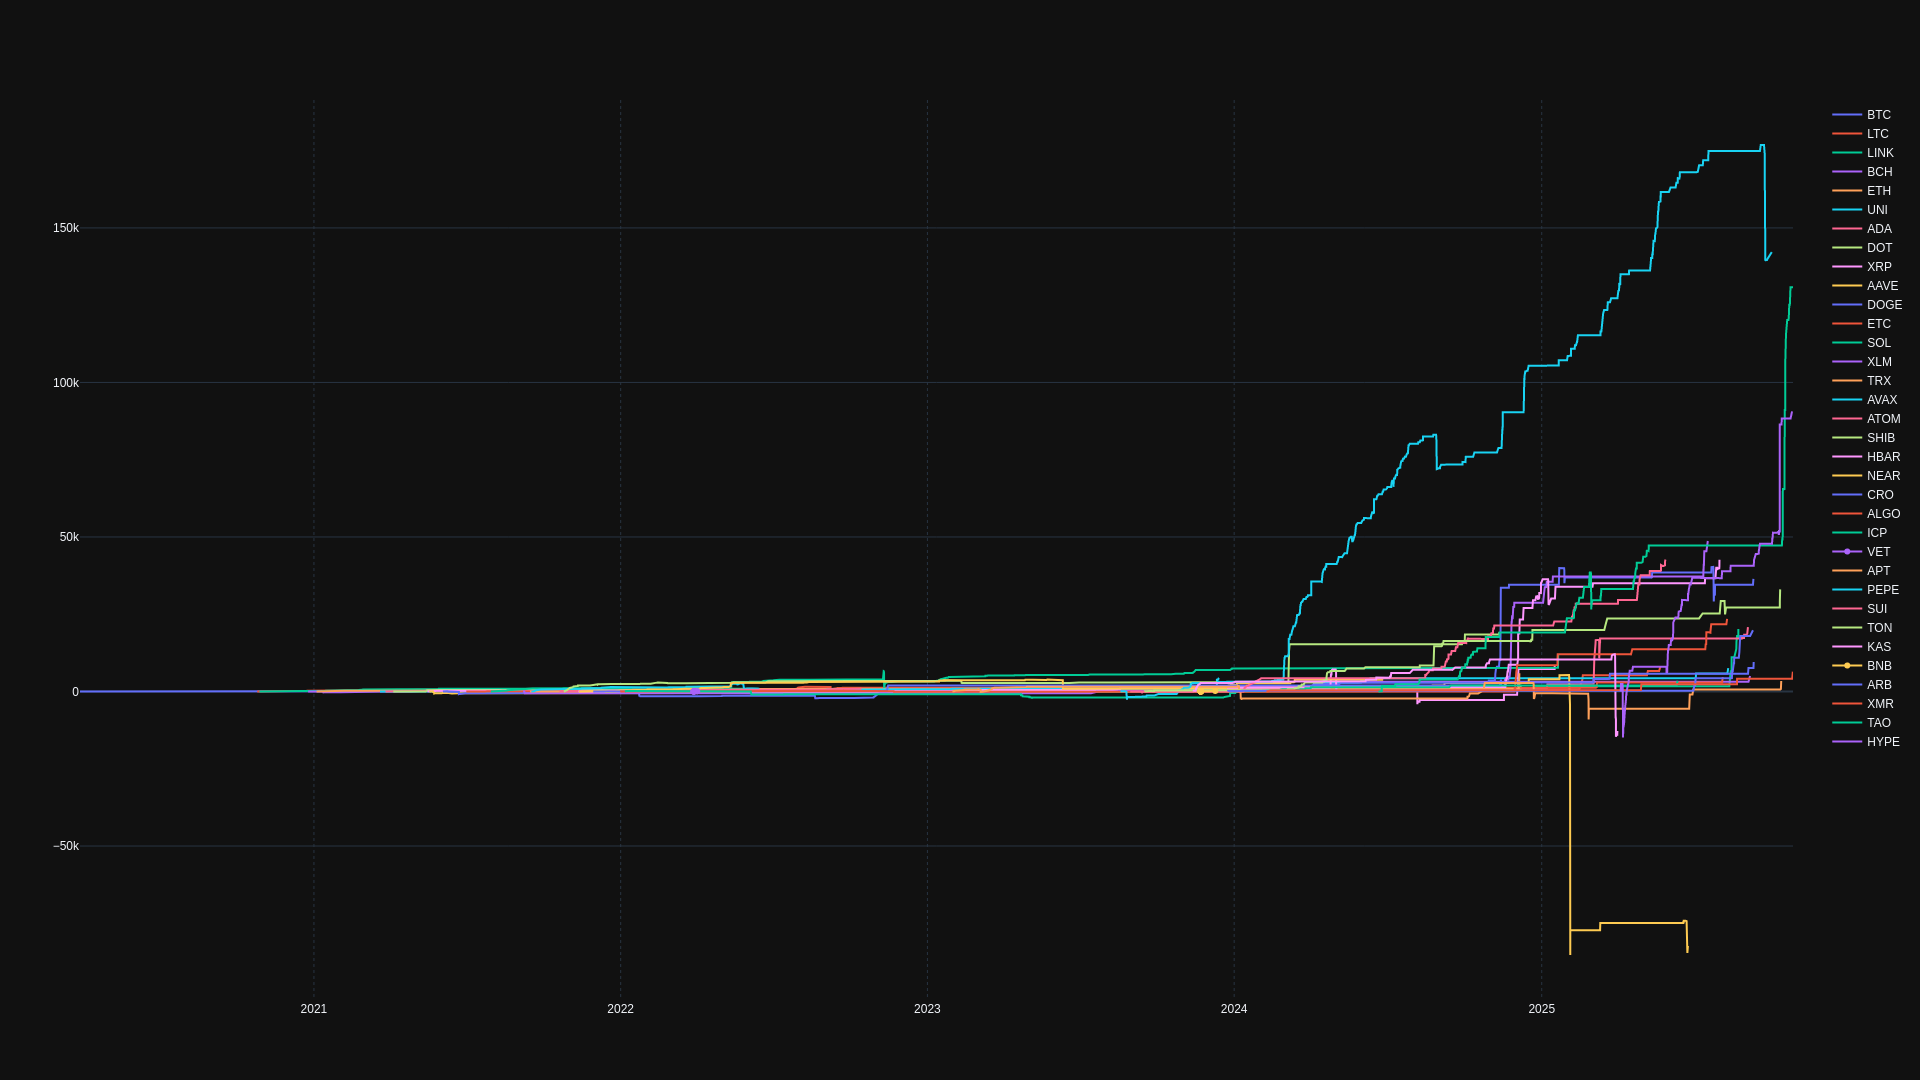 150k
100k
50k
0
−50k
2021
2022
2023
2024
2025
BTC
LTC
LINK
BCH
ETH
UNI
ADA
DOT
XRP
AAVE
DOGE
ETC
SOL
XLM
TRX
AVAX
ATOM
SHIB
HBAR
NEAR
CRO
ALGO
ICP
VET
APT
PEPE
SUI
TON
KAS
BNB
ARB
XMR
TAO
HYPE